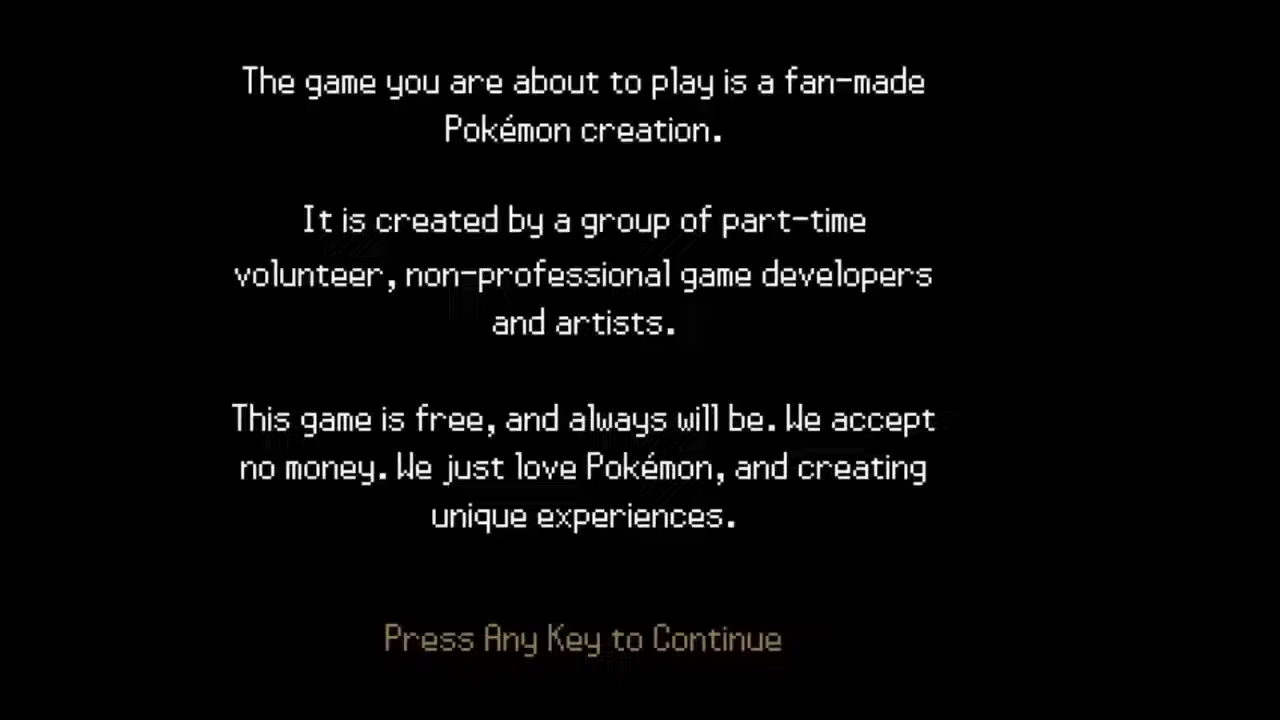 The game you are about to play is a fan-made
Pokémon creation.
It is created by a group of part-time
volunteer, non-professional game developers
and artists.
This game is free, and always will be. We accept
no money. We just love Pokémon, and creating
unique experiences.
Press Any Key to Continue